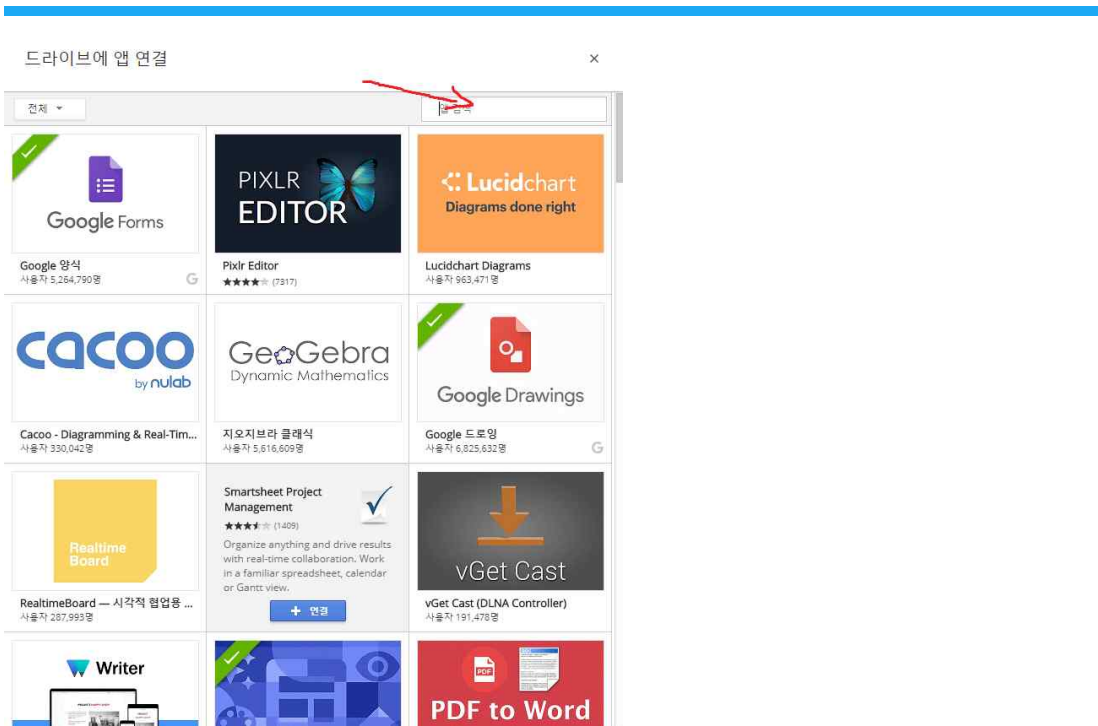 드라이브에 앱 연결
×
전체
앱 검색
Google Forms
Google 양식
사용자 5,264,790명
G
PIXLR
EDITOR
Pixlr Editor
★★★★☆ (7317)
Lucidchart
Diagrams done right
Lucidchart Diagrams
사용자 963,471명
cacoo
by nulab
Cacoo - Diagramming & Real-Tim...
사용자 330,042명
GeoGebra
Dynamic Mathematics
지오지브라 클래식
사용자 5,616,609명
Google Drawings
Google 드로잉
사용자 6,825,632명
G
Realtime
Board
RealtimeBoard — 시각적 협업용 ...
사용자 287,993명
Smartsheet Project
Management
(1409)
Organize anything and drive results
with real-time collaboration. Work
in a familiar spreadsheet, calendar
or Gantt view.
+ 연결
vGet Cast
vGet Cast (DLNA Controller)
사용자 191,478명
Writer
PDF
PDF to Word